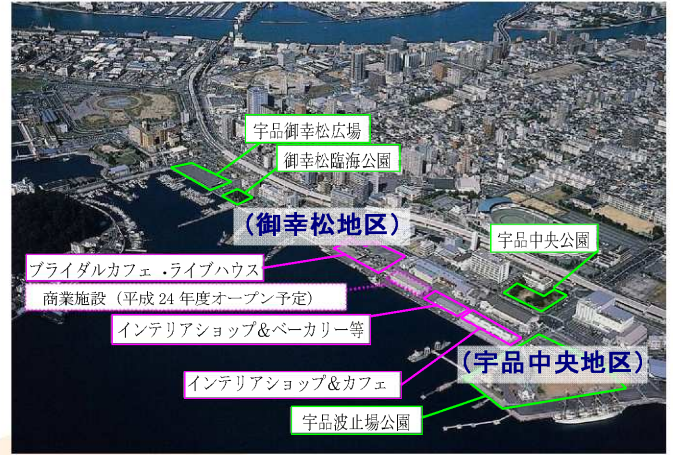 宇品御幸松広場
御幸松臨海公園
(御幸松地区)
宇品中央公園
ブライダルカフェ・ライブハウス
商業施設（平成 24 年度オープン予定）
インテリアショップ&ベーカリー等
(宇品中央地区)
インテリアショップ&カフェ
宇品波止場公園